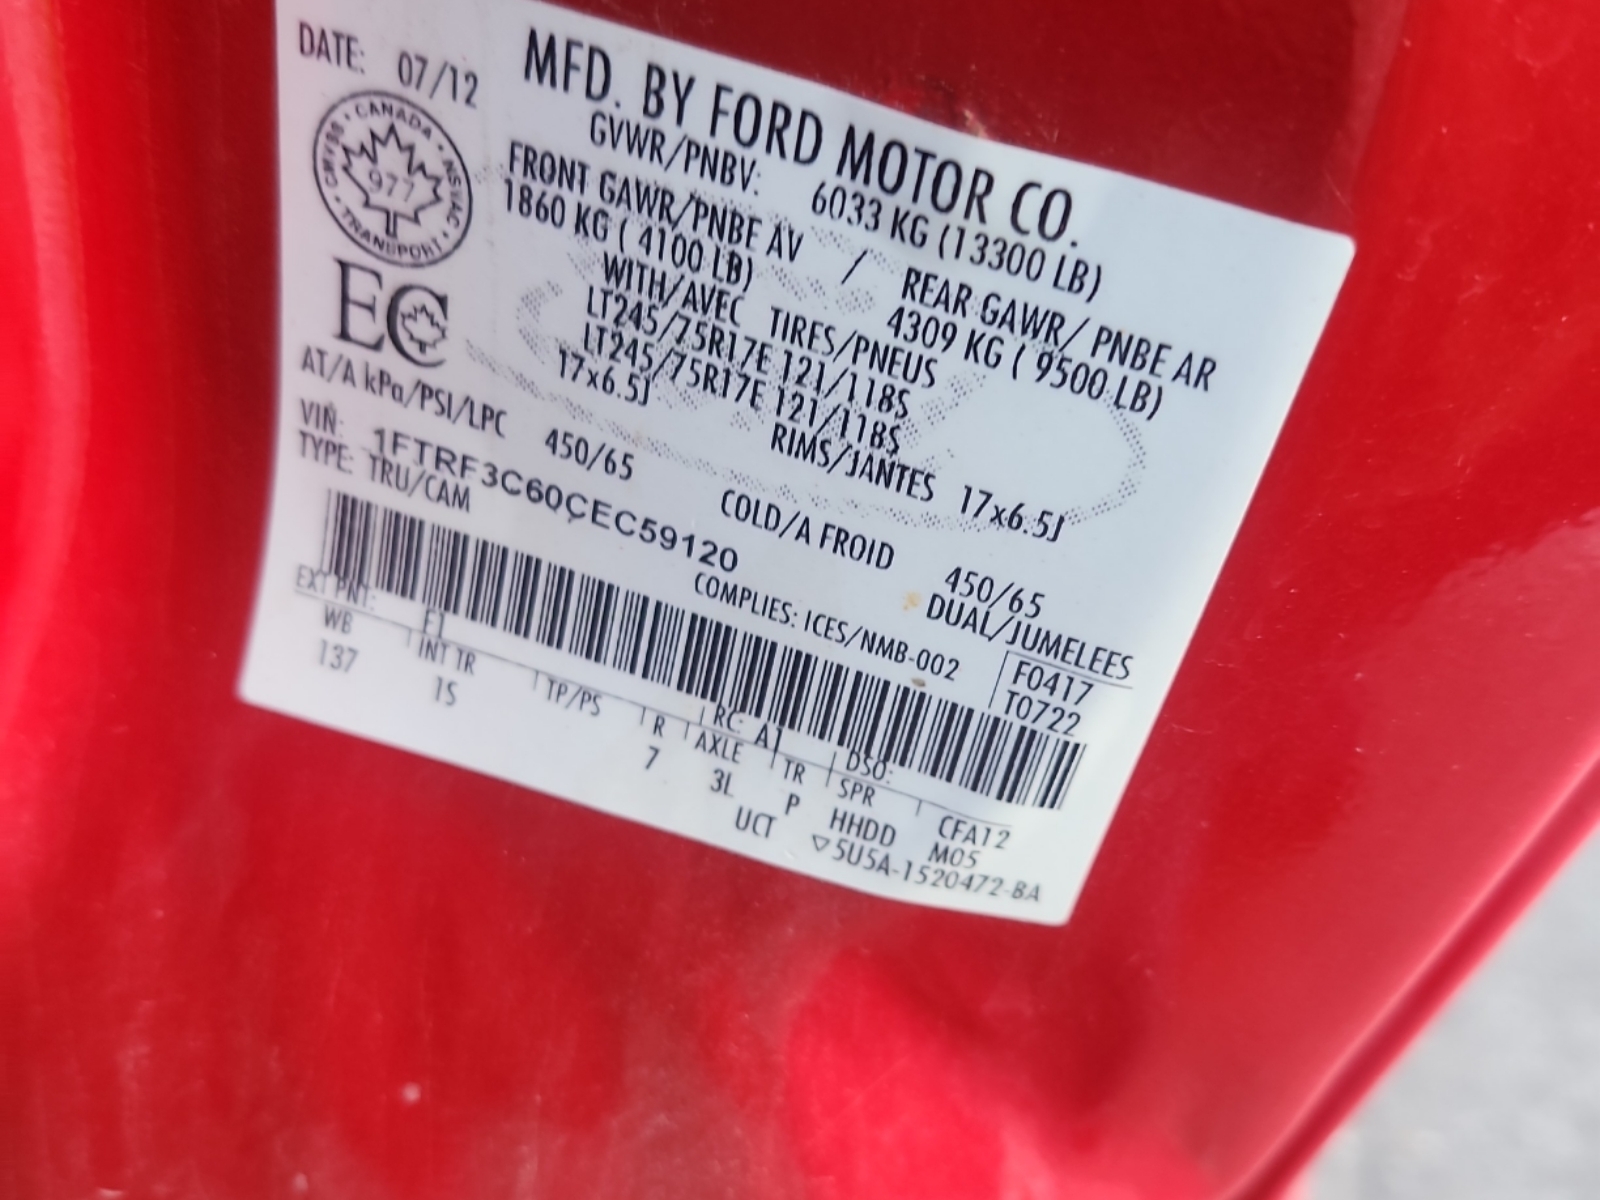 DATE: 07/12
MFD. BY FORD MOTOR CO.
GVWR/PNBV: 6033 KG (13300 LB)
FRONT GAWR/PNBE AV / REAR GAWR/ PNBE AR
1860 KG ( 4100 LB) 4309 KG ( 9500 LB)
WITH/AVEC TIRES/PNEUS
LT245/75R17E 121/118S
LT245/75R17E 121/118S
17x6.5J RIMS/JANTES 17x6.5J
CANADA • NSVAC • TRANSPORT • CMVSS •
977
EC
AT/A kPa/PSI/LPC 450/65 COLD/A FROID 450/65
DUAL/JUMELEES
VIN: 1FTRF3C60CEC59120
TYPE: TRU/CAM COMPLIES: ICES/NMB-002
F0417
T0722
EXT PNT: F1 RC: A1 DSO:
WB INT TR TP/PS R AXLE TR SPR CFA12
137 15 7 3L P HHDD M05
UCT ▽5U5A-1520472-BA